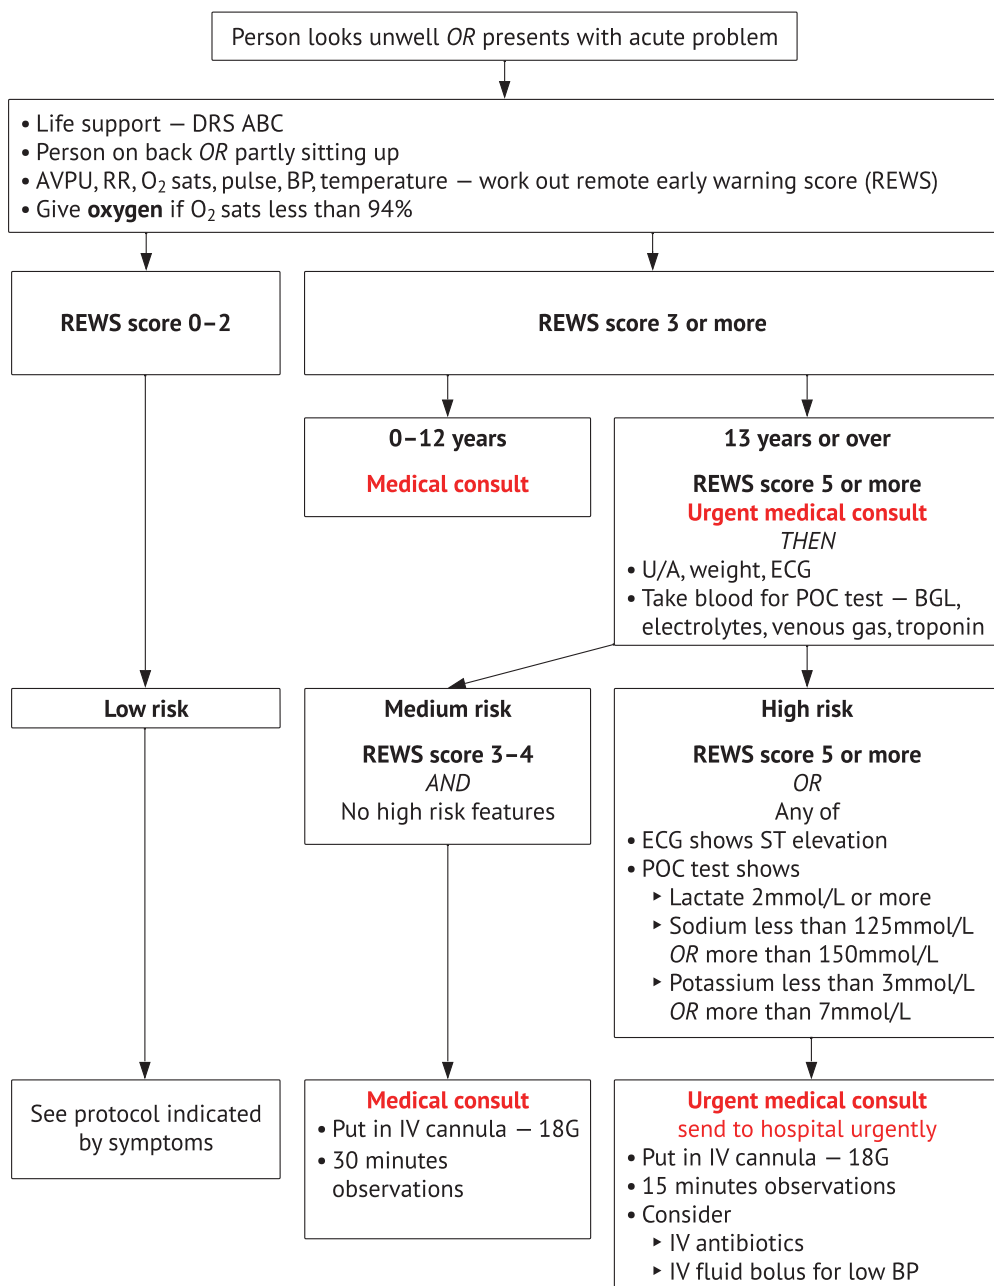 Person looks unwell OR presents with acute problem
• Life support — DRS ABC
• Person on back OR partly sitting up
• AVPU, RR, O2 sats, pulse, BP, temperature — work out remote early warning score (REWS)
• Give oxygen if O2 sats less than 94%
REWS score 0–2
REWS score 3 or more
0–12 years
Medical consult
13 years or over
REWS score 5 or more
Urgent medical consult
THEN
• U/A, weight, ECG
• Take blood for POC test — BGL,
electrolytes, venous gas, troponin
Low risk
Medium risk
REWS score 3–4
AND
No high risk features
High risk
REWS score 5 or more
OR
Any of
• ECG shows ST elevation
• POC test shows
‣ Lactate 2mmol/L or more
‣ Sodium less than 125mmol/L
OR more than 150mmol/L
‣ Potassium less than 3mmol/L
OR more than 7mmol/L
See protocol indicated
by symptoms
Medical consult
• Put in IV cannula — 18G
• 30 minutes
observations
Urgent medical consult
send to hospital urgently
• Put in IV cannula — 18G
• 15 minutes observations
• Consider
‣ IV antibiotics
‣ IV fluid bolus for low BP